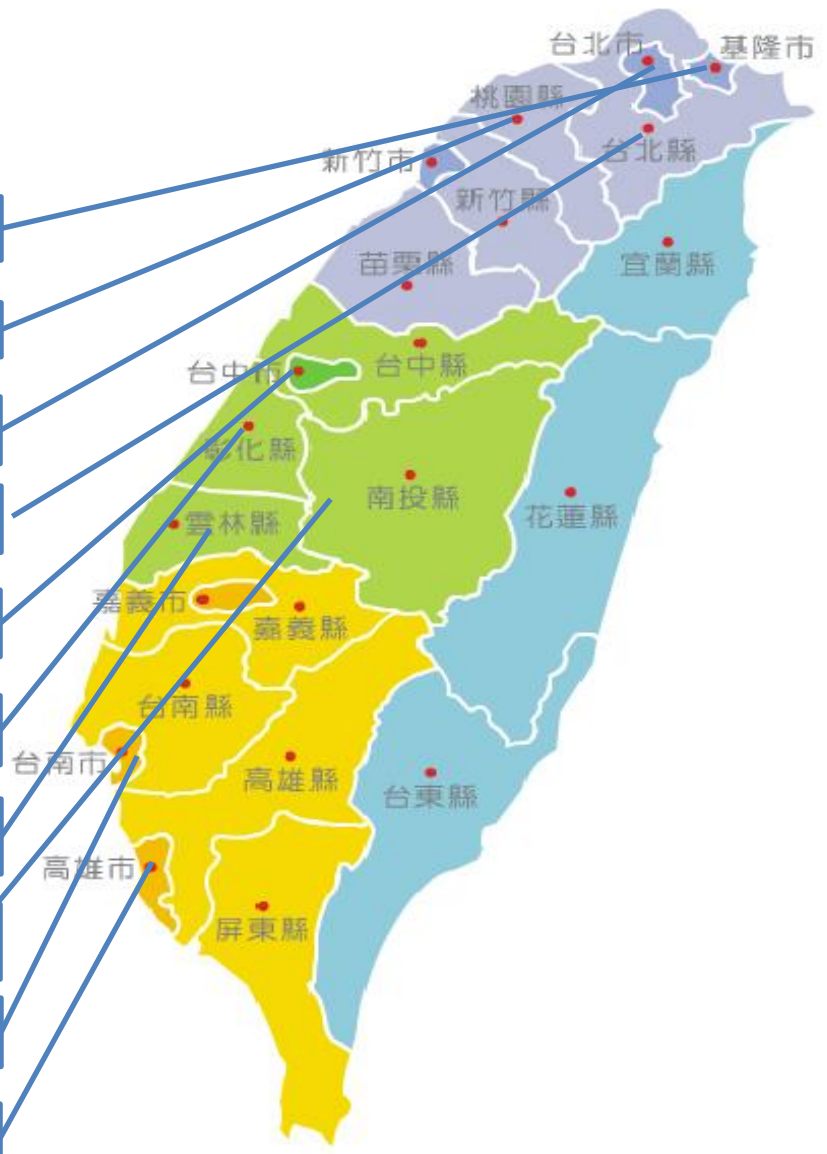 台北市
基隆市
桃園縣
台北縣
新竹市
新竹縣
苗栗縣
宜蘭縣
台中市
台中縣
彰化縣
南投縣
花蓮縣
雲林縣
嘉義市
嘉義縣
台南縣
台南市
高雄縣
台東縣
高雄市
屏東縣